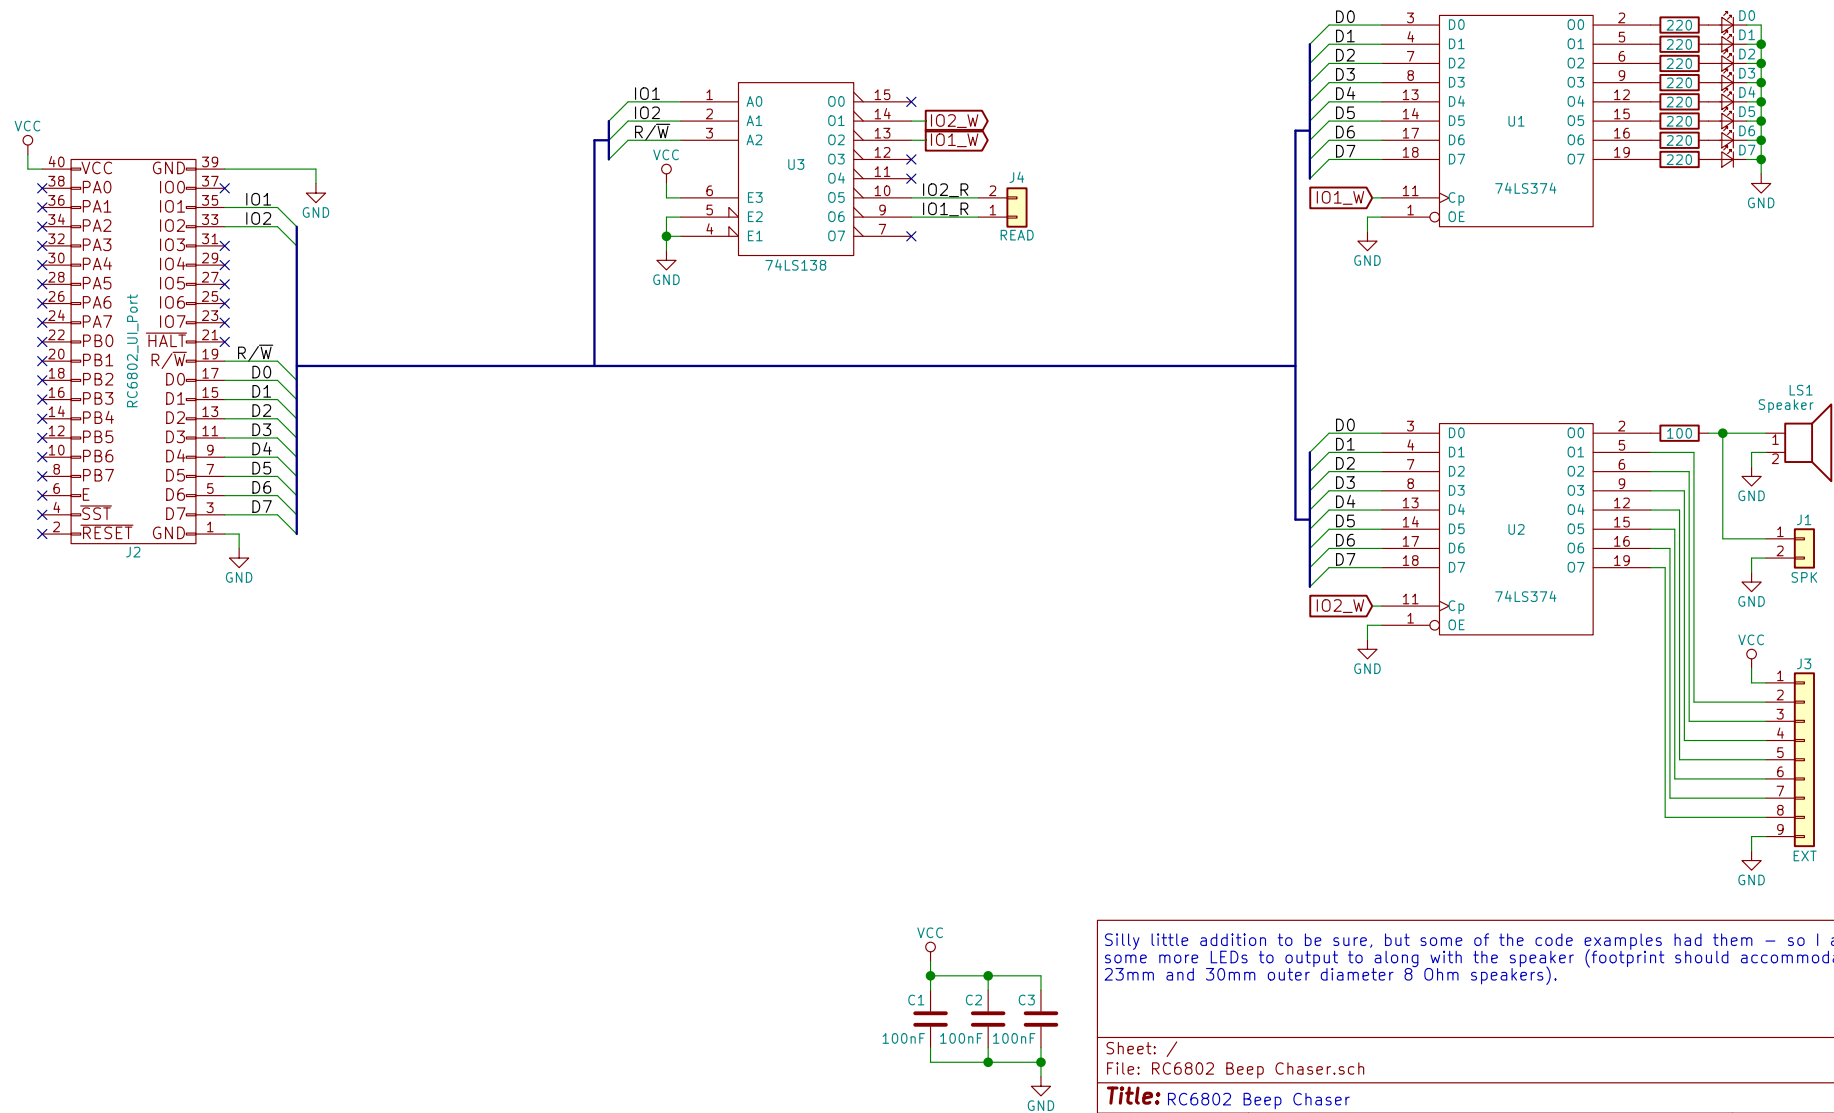 VCC
40 VCC GND 39
38 PA0 IO0 37
36 PA1 IO1 35 IO1
34 PA2 IO2 33 IO2
32 PA3 IO3 31
30 PA4 IO4 29
28 PA5 IO5 27
26 PA6 IO6 25
24 PA7 IO7 23
22 PB0 HALT 21
20 PB1 R/W 19 R/W
18 PB2 D0 17 D0
16 PB3 D1 15 D1
14 PB4 D2 13 D2
12 PB5 D3 11 D3
10 PB6 D4 9 D4
8 PB7 D5 7 D5
6 E D6 5 D6
4 SST D7 3 D7
2 RESET GND 1
RC6802_UI_Port
J2
GND
GND
IO1 1 A0 O0 15
IO2 2 A1 O1 14 IO2_W
R/W 3 A2 O2 13 IO1_W
VCC
U3
O3 12
O4 11
6 E3 O5 10 IO2_R 2
5 E2 O6 9 IO1_R 1
4 E1 O7 7
J4
READ
GND
74LS138
D0 3 D0 O0 2 220 D0
D1 4 D1 O1 5 220 D1
D2 7 D2 O2 6 220 D2
D3 8 D3 O3 9 220 D3
D4 13 D4 O4 12 220 D4
D5 14 D5 O5 15 220 D5
D6 17 D6 O6 16 220 D6
D7 18 D7 O7 19 220 D7
U1
74LS374
IO1_W 11 Cp
1 OE
GND
GND
LS1
Speaker
D0 3 D0 O0 2 100 1
D1 4 D1 O1 5 2
D2 7 D2 O2 6
D3 8 D3 O3 9
D4 13 D4 O4 12
D5 14 D5 O5 15
D6 17 D6 O6 16
D7 18 D7 O7 19
U2
74LS374
IO2_W 11 Cp
1 OE
GND
GND
J1
1
2
SPK
GND
VCC
J3
1
2
3
4
5
6
7
8
9
EXT
GND
VCC
C1 C2 C3
100nF 100nF 100nF
GND
Silly little addition to be sure, but some of the code examples had them – so I a
some more LEDs to output to along with the speaker (footprint should accommoda
23mm and 30mm outer diameter 8 Ohm speakers).
Sheet: /
File: RC6802 Beep Chaser.sch
Title: RC6802 Beep Chaser